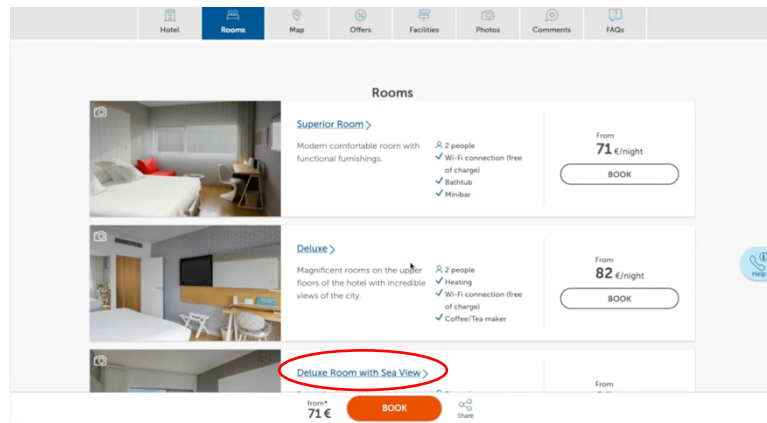 Hotel
Rooms
Map
Offers
Facilities
Photos
Comments
FAQs
Rooms
Superior Room >
Modern comfortable room with
functional furnishings.
2 people
Wi-Fi connection (free
of charge)
Bathtub
Minibar
From
71 €/night
BOOK
Deluxe >
Magnificent rooms on the upper
floors of the hotel with incredible
views of the city.
2 people
Heating
Wi-Fi connection (free
of charge)
Coffee/Tea maker
From
82 €/night
BOOK
Help
Deluxe Room with Sea View >
From
from*
71 €
BOOK
Share